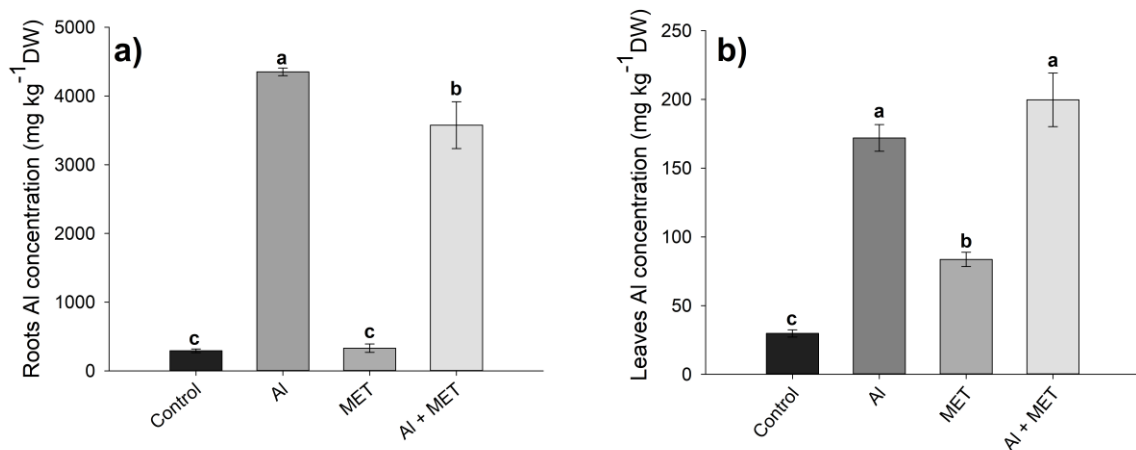 a)
Roots Al concentration (mg kg⁻¹DW)
5000
4000
3000
2000
1000
0
c
a
c
b
Control
Al
MET
Al + MET
b)
Leaves Al concentration (mg kg⁻¹DW)
250
200
150
100
50
0
c
a
b
a
Control
Al
MET
Al + MET